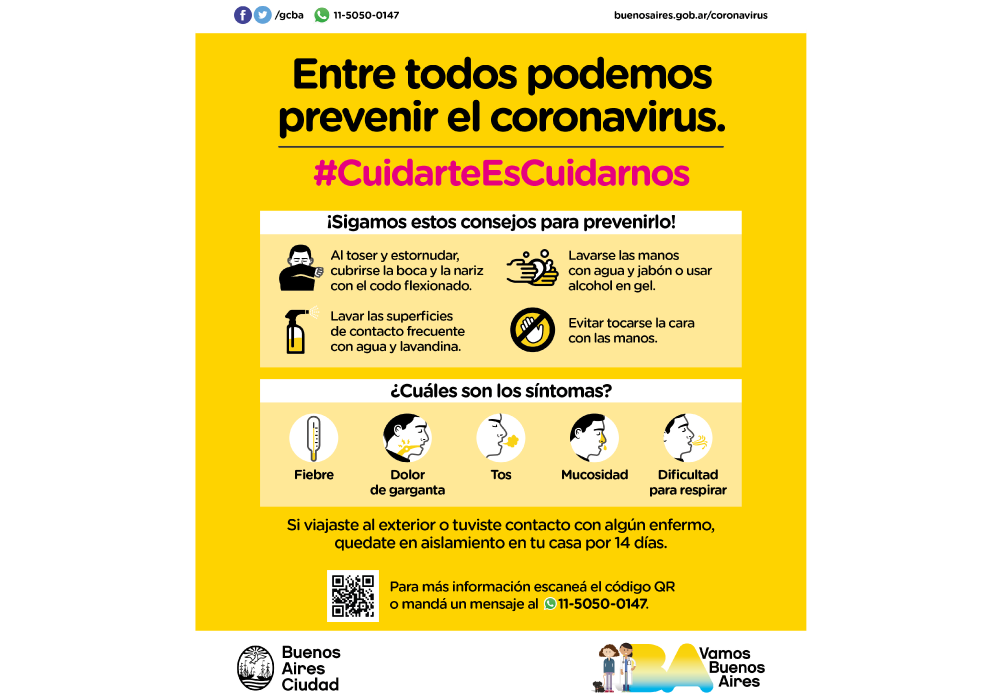 /gcba 11-5050-0147
buenosaires.gob.ar/coronavirus
Entre todos podemos
prevenir el coronavirus.
#CuidarteEsCuidarnos
¡Sigamos estos consejos para prevenirlo!
Al toser y estornudar,
cubrirse la boca y la nariz
con el codo flexionado.
Lavarse las manos
con agua y jabón o usar
alcohol en gel.
Lavar las superficies
de contacto frecuente
con agua y lavandina.
Evitar tocarse la cara
con las manos.
¿Cuáles son los síntomas?
Fiebre
Dolor
de garganta
Tos
Mucosidad
Dificultad
para respirar
Si viajaste al exterior o tuviste contacto con algún enfermo,
quedate en aislamiento en tu casa por 14 días.
Para más información escaneá el código QR
o mandá un mensaje al 11-5050-0147.
Buenos
Aires
Ciudad
BA
Vamos
Buenos
Aires